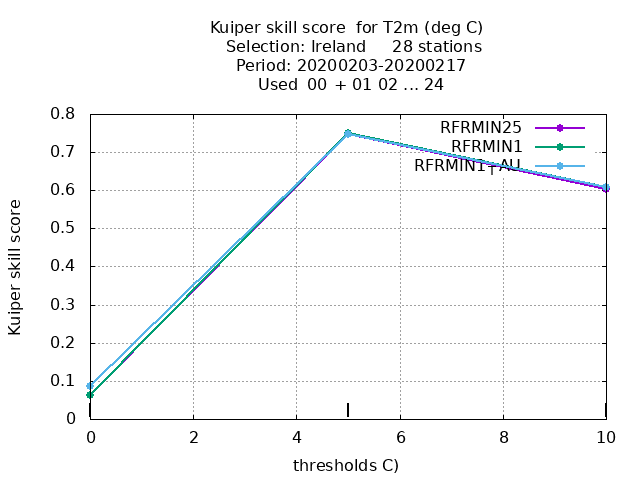 Kuiper skill score for T2m (deg C)
Selection: Ireland 28 stations
Period: 20200203-20200217
Used 00 + 01 02 ... 24
RFRMIN25
RFRMIN1
RFRMIN1+AU
0.8
0.7
0.6
0.5
0.4
0.3
0.2
0.1
0
Kuiper skill score
0 2 4 6 8 10
thresholds C)